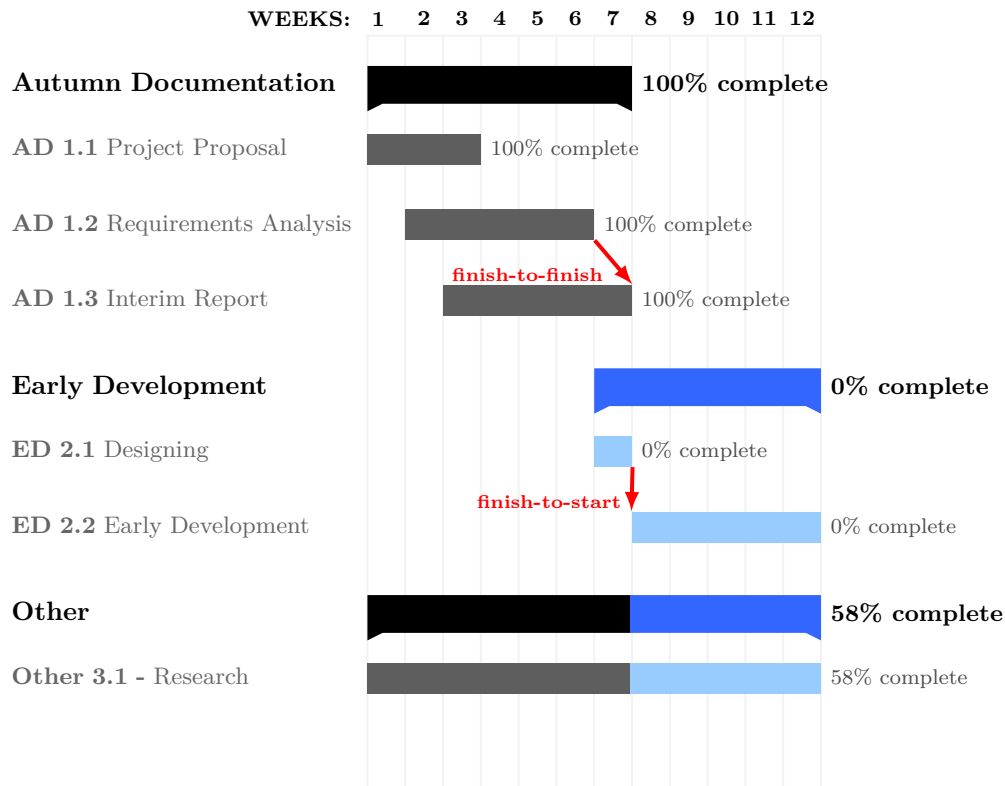 WEEKS: 1 2 3 4 5 6 7 8 9 10 11 12
Autumn Documentation 100% complete
AD 1.1 Project Proposal 100% complete
AD 1.2 Requirements Analysis 100% complete
finish-to-finish
AD 1.3 Interim Report 100% complete
Early Development 0% complete
ED 2.1 Designing 0% complete
finish-to-start
ED 2.2 Early Development 0% complete
Other 58% complete
Other 3.1 - Research 58% complete